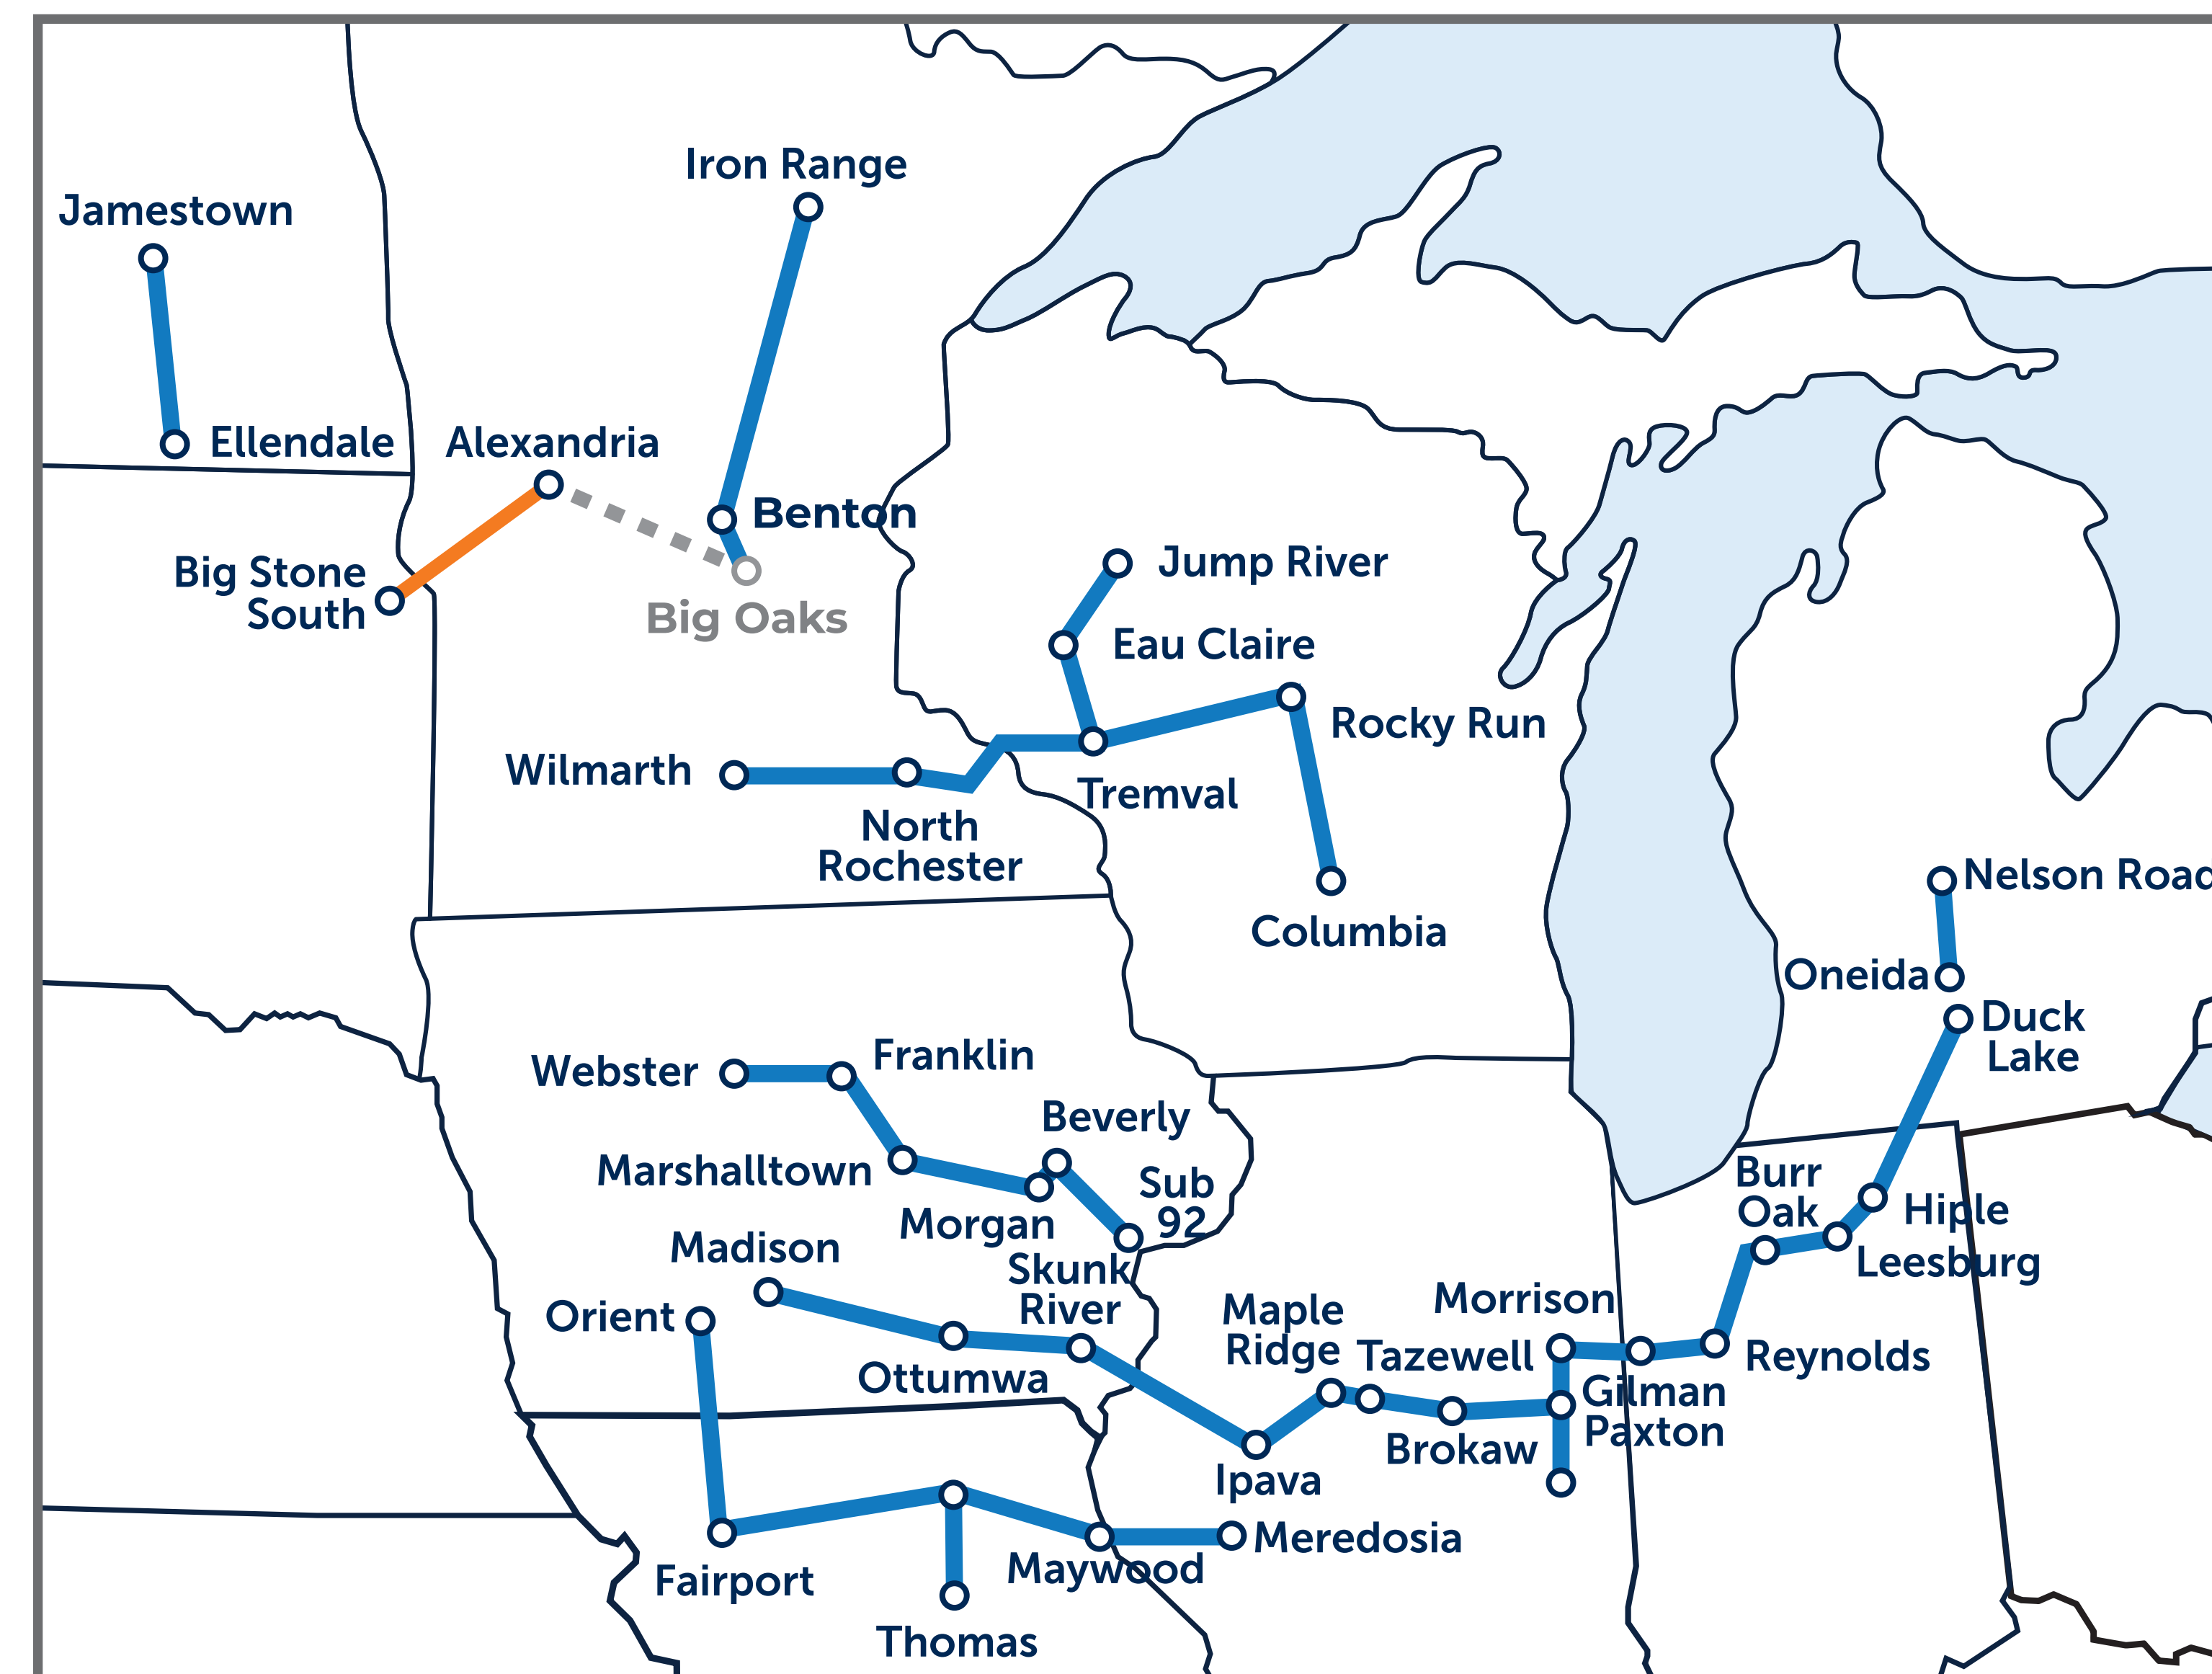 Iron Range
Jamestown
Ellendale
Alexandria
Benton
Big Stone
South
Big Oaks
Jump River
Eau Claire
Rocky Run
Wilmarth
Tremval
North
Rochester
Columbia
Nelson Road
Oneida
Duck
Lake
Webster
Franklin
Beverly
Marshalltown
Sub
92
Morgan
Burr
Oak
Hiple
Leesburg
Madison
Skunk
River
Orient
Ottumwa
Maple
Ridge
Morrison
Tazewell
Reynolds
Gilman
Paxton
Brokaw
Ipava
Meredosia
Maywood
Fairport
Thomas